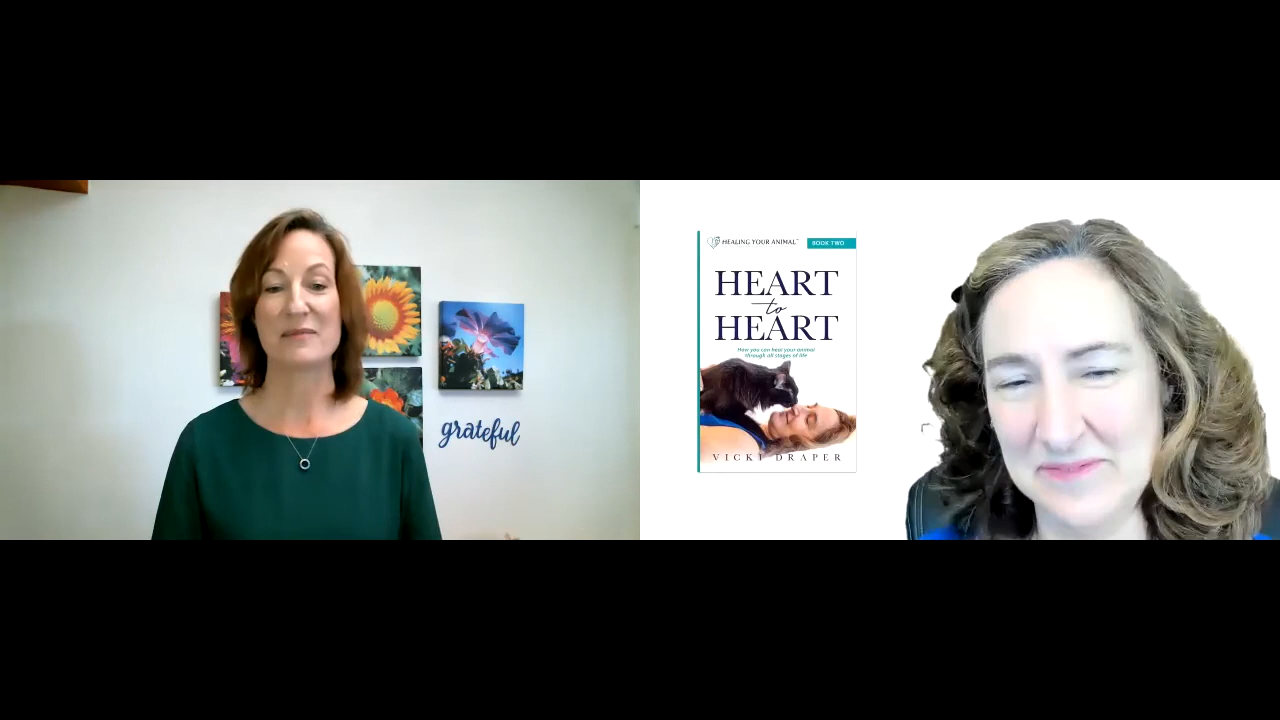 grateful
HEALING YOUR ANIMAL™
BOOK TWO
HEART
to
HEART
How you can heal your animal
through all stages of life
VICKI DRAPER